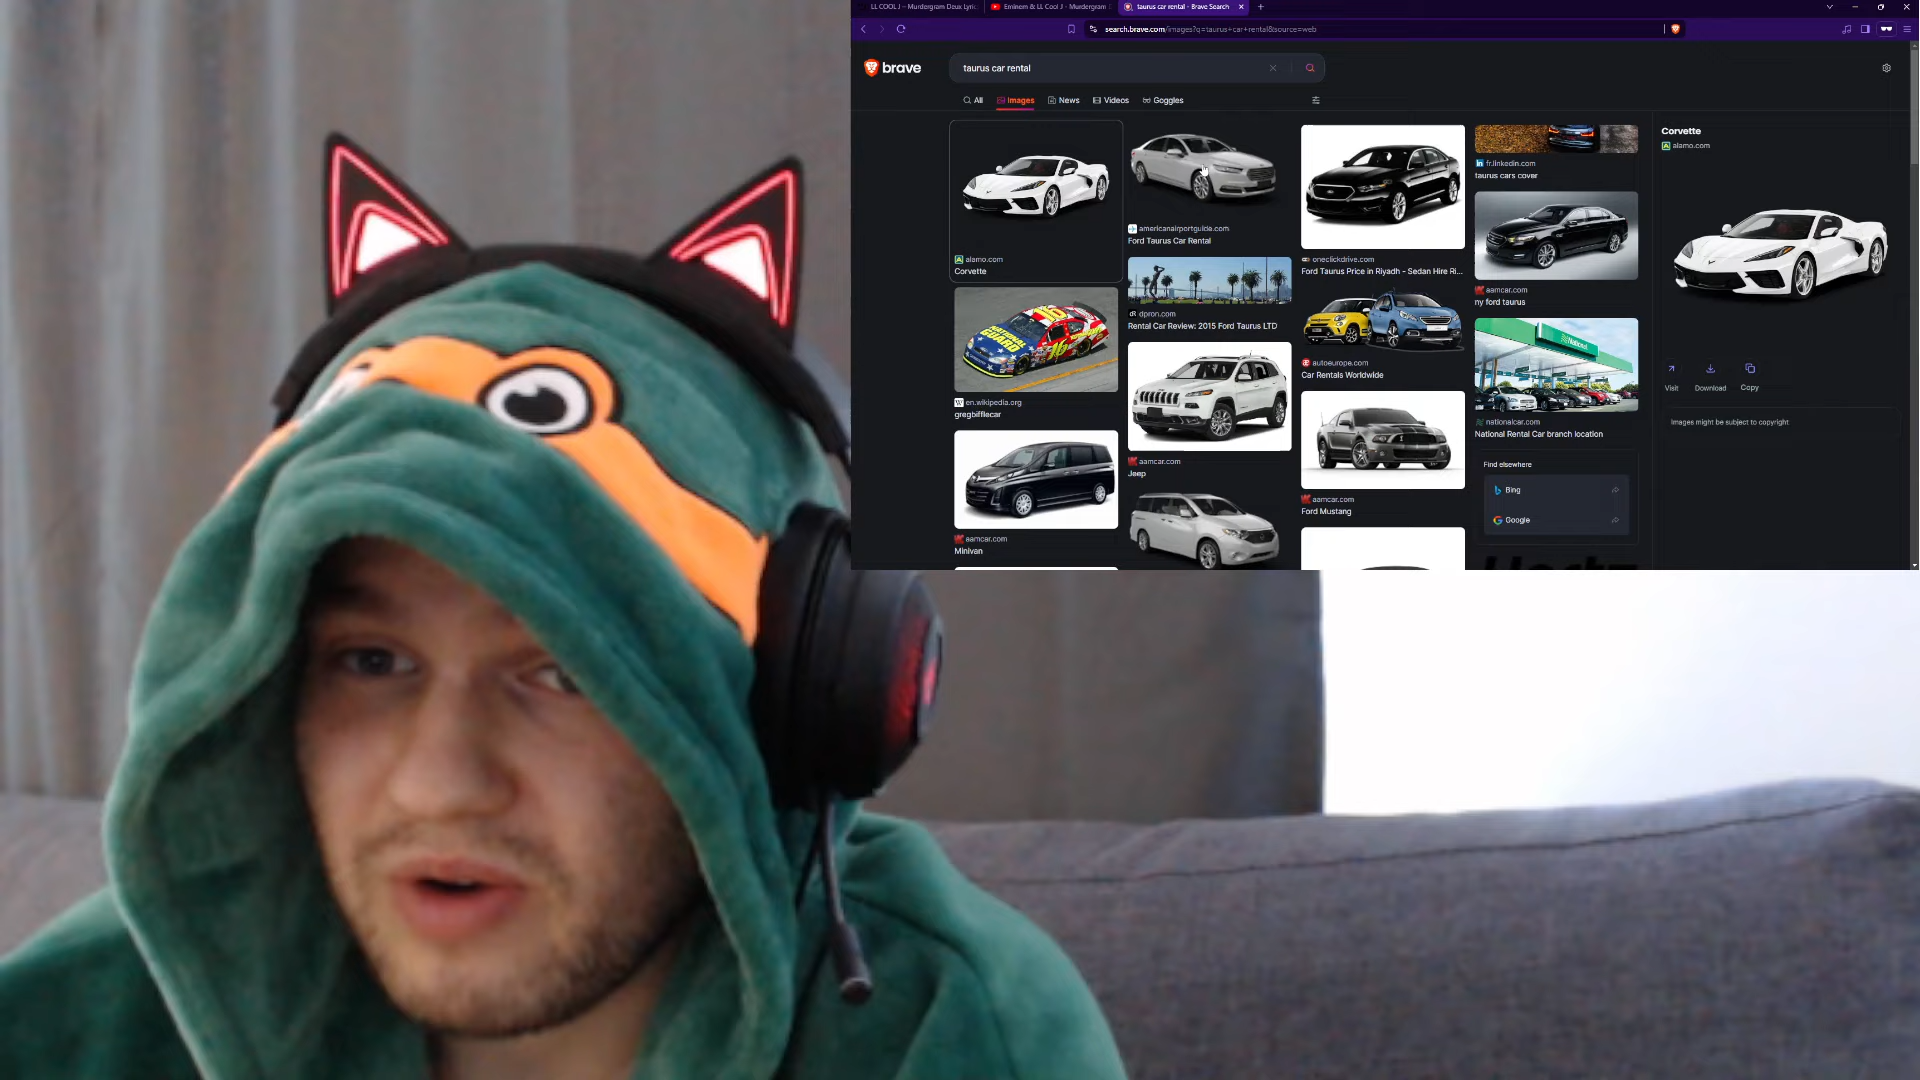 LL COOL J – Murdergram Deux Lyric
Eminem & LL Cool J - Murdergram
taurus car rental - Brave Search
search.brave.com/images?q=taurus+car+rental&source=web
brave
taurus car rental
All
Images
News
Videos
Goggles
alamo.com
Corvette
en.wikipedia.org
gregbifflecar
aamcar.com
Minivan
americanairportguide.com
Ford Taurus Car Rental
dpron.com
Rental Car Review: 2015 Ford Taurus LTD
aamcar.com
Jeep
oneclickdrive.com
Ford Taurus Price in Riyadh - Sedan Hire Ri...
autoeurope.com
Car Rentals Worldwide
aamcar.com
Ford Mustang
fr.linkedin.com
taurus cars cover
aamcar.com
ny ford taurus
National
nationalcar.com
National Rental Car branch location
Find elsewhere
Bing
Google
Corvette
alamo.com
Visit
Download
Copy
Images might be subject to copyright